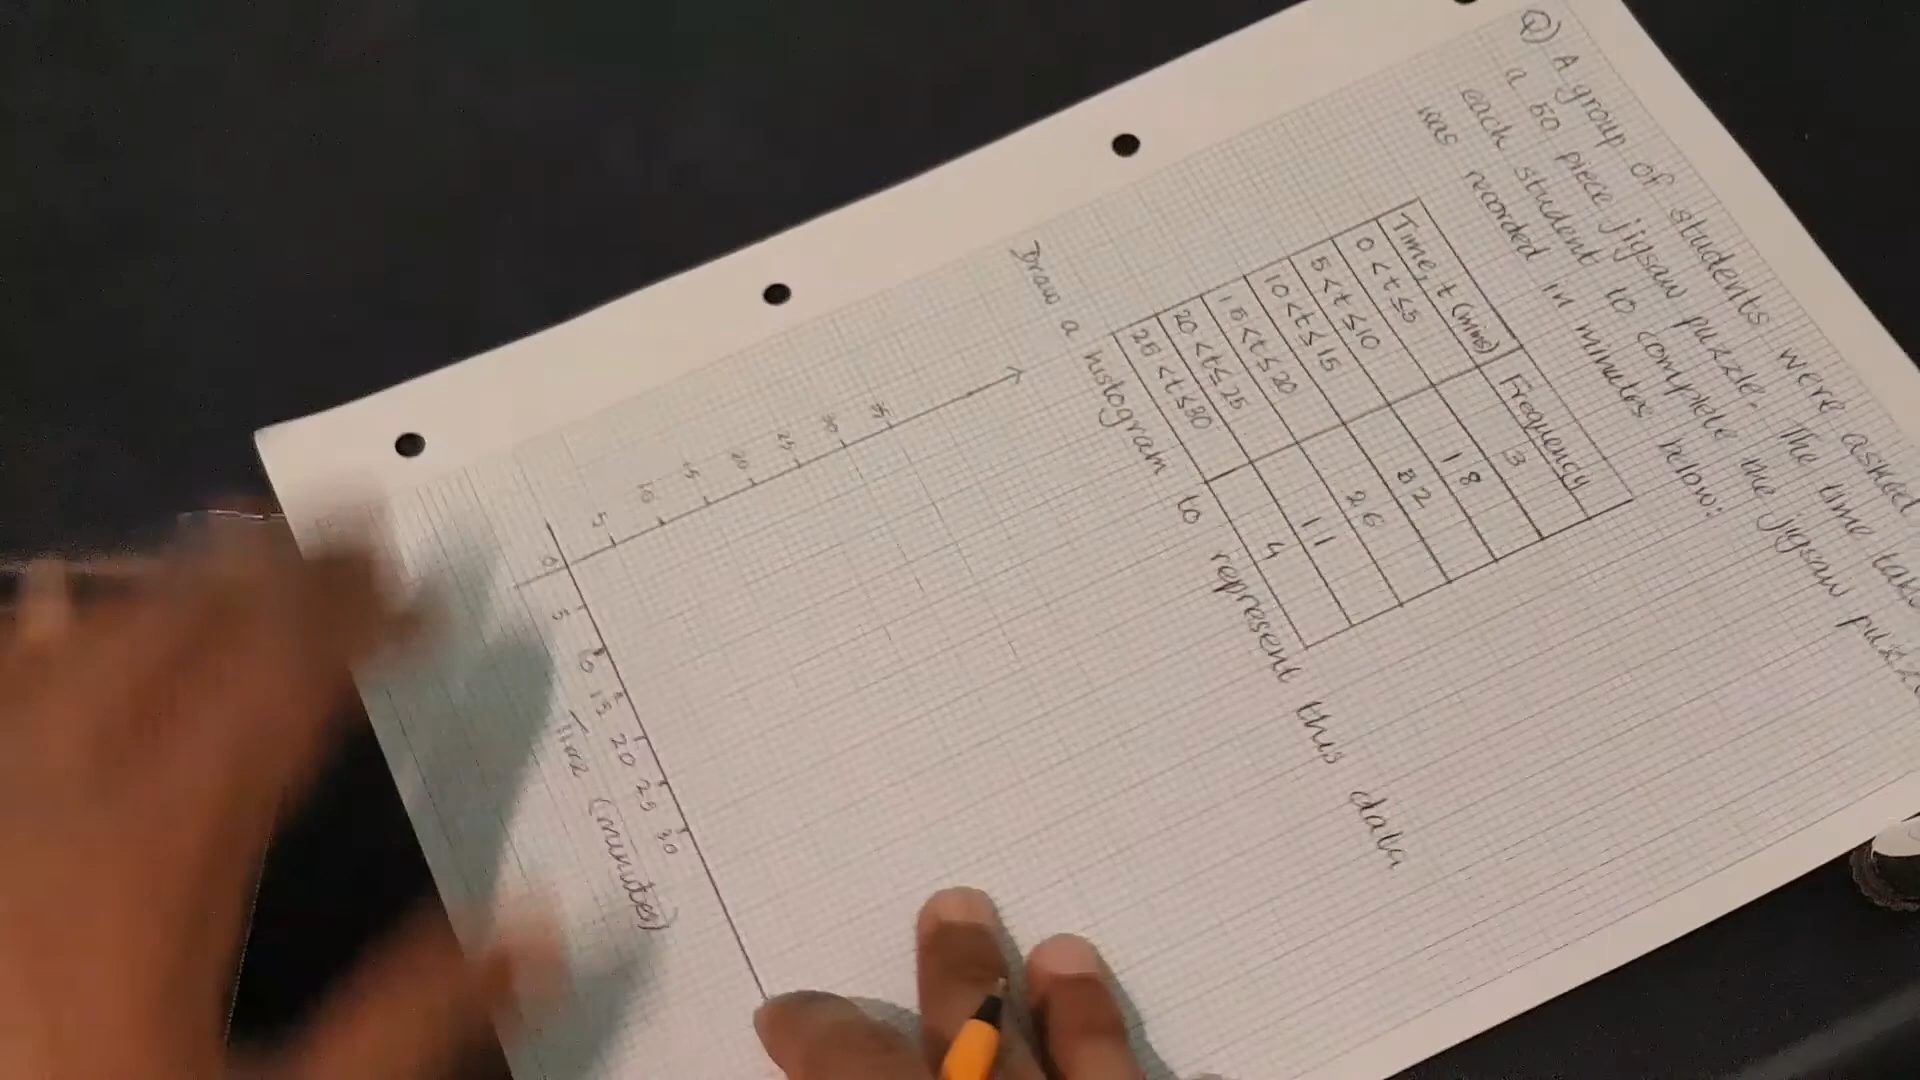 Q) A group of students were asked
a 50 piece jigsaw puzzle. The time taken
each student to complete the jigsaw
was recorded in minutes below:
Time, t (mins) Frequency
0 < t ≤ 5 3
5 < t ≤ 10 18
10 < t ≤ 15 32
15 < t ≤ 20 26
20 < t ≤ 25 11
25 < t ≤ 30 4
Draw a histogram to represent this data
35
30
25
20
15
10
5
0 5 10 15 20 25 30
Time (minutes)